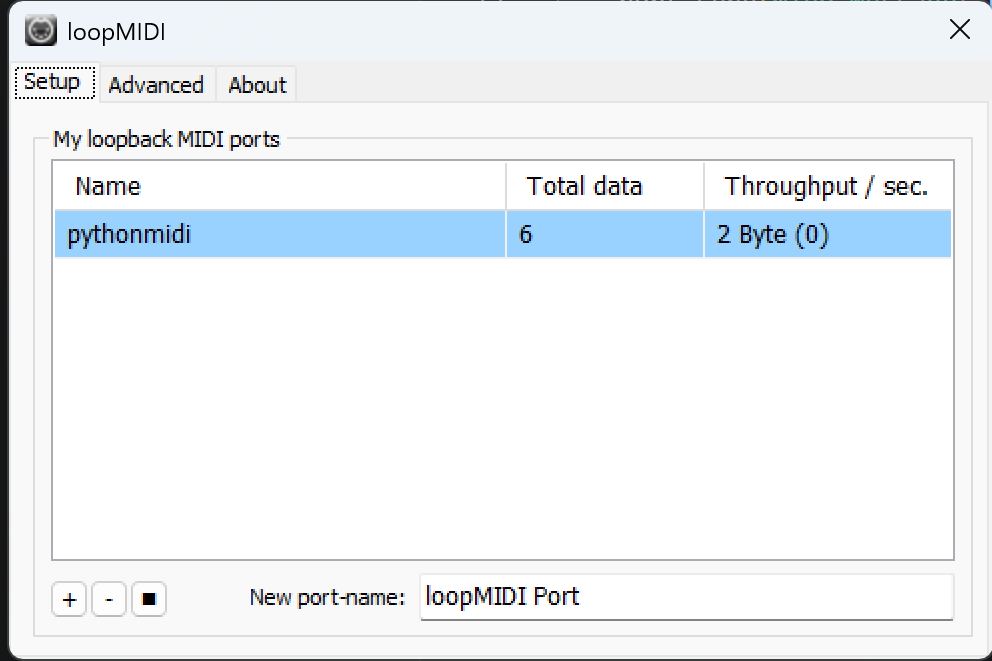 loopMIDI
Setup Advanced About
My loopback MIDI ports
Name Total data Throughput / sec.
pythonmidi 6 2 Byte (0)
+ - ■ New port-name: loopMIDI Port